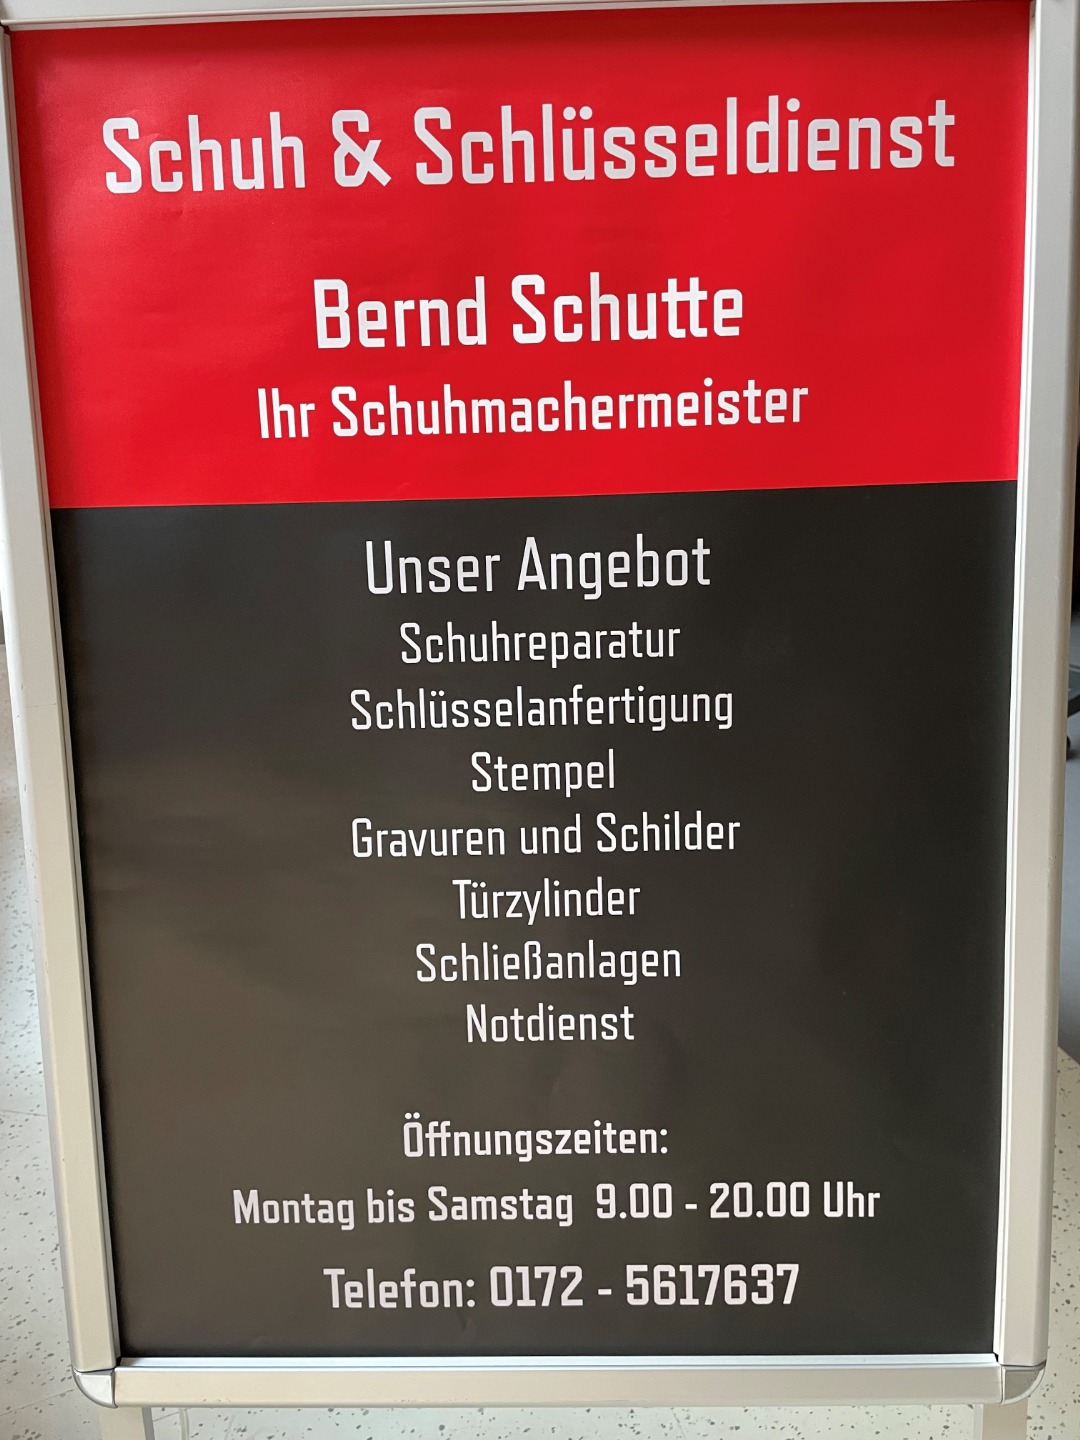 Schuh & Schlüsseldienst
Bernd Schutte
Ihr Schuhmachermeister
Unser Angebot
Schuhreparatur
Schlüsselanfertigung
Stempel
Gravuren und Schilder
Türzylinder
Schließanlagen
Notdienst
Öffnungszeiten:
Montag bis Samstag 9.00 - 20.00 Uhr
Telefon: 0172 - 5617637